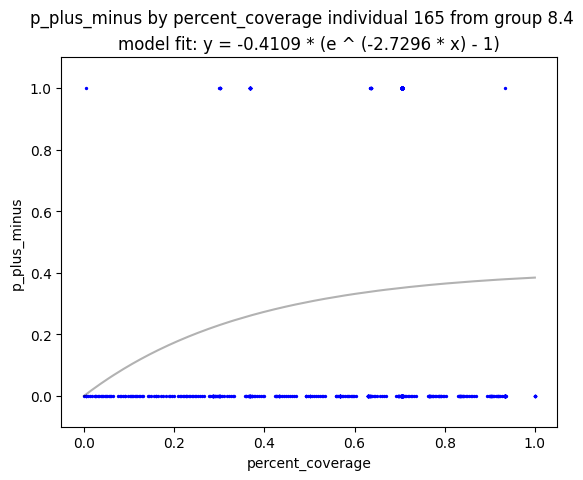 p_plus_minus by percent_coverage individual 165 from group 8.4
model fit: y = -0.4109 * (e ^ (-2.7296 * x) - 1)
1.0
0.8
0.6
0.4
0.2
0.0
p_plus_minus
0.0 0.2 0.4 0.6 0.8 1.0
percent_coverage